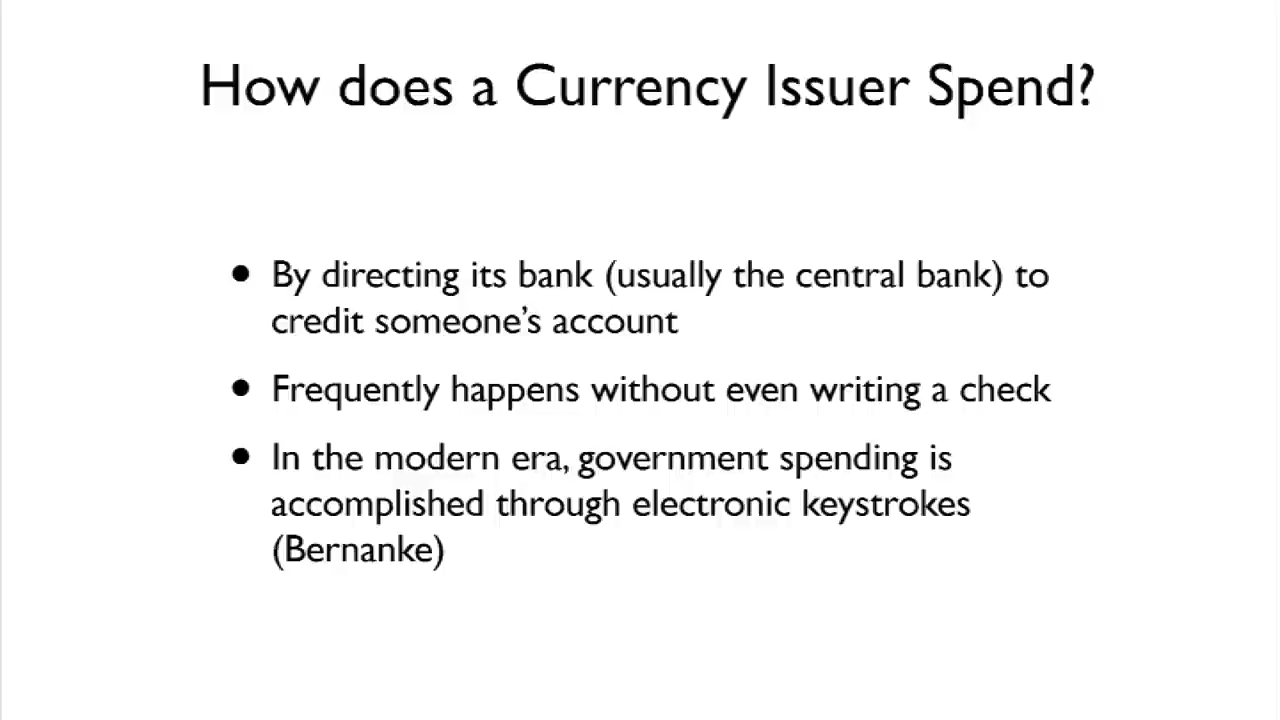 How does a Currency Issuer Spend?
• By directing its bank (usually the central bank) to
credit someone’s account
• Frequently happens without even writing a check
• In the modern era, government spending is
accomplished through electronic keystrokes
(Bernanke)